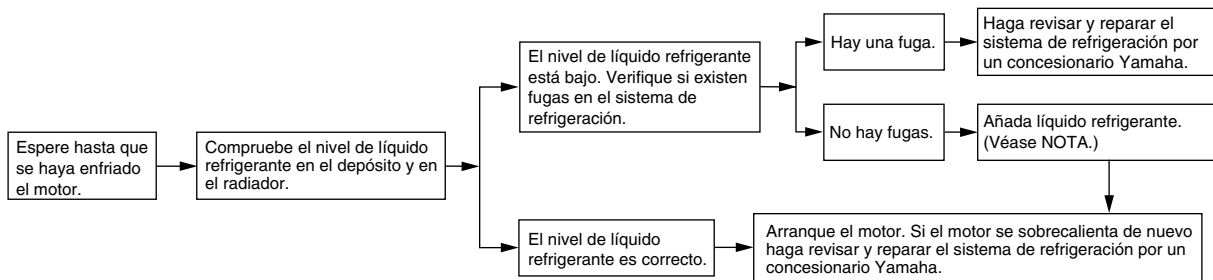 Espere hasta que
se haya enfriado
el motor.
Compruebe el nivel de líquido
refrigerante en el depósito y en
el radiador.
El nivel de líquido refrigerante
está bajo. Verifique si existen
fugas en el sistema de
refrigeración.
Hay una fuga.
Haga revisar y reparar el
sistema de refrigeración por
un concesionario Yamaha.
No hay fugas.
Añada líquido refrigerante.
(Véase NOTA.)
El nivel de líquido
refrigerante es correcto.
Arranque el motor. Si el motor se sobrecalienta de nuevo
haga revisar y reparar el sistema de refrigeración por un
concesionario Yamaha.